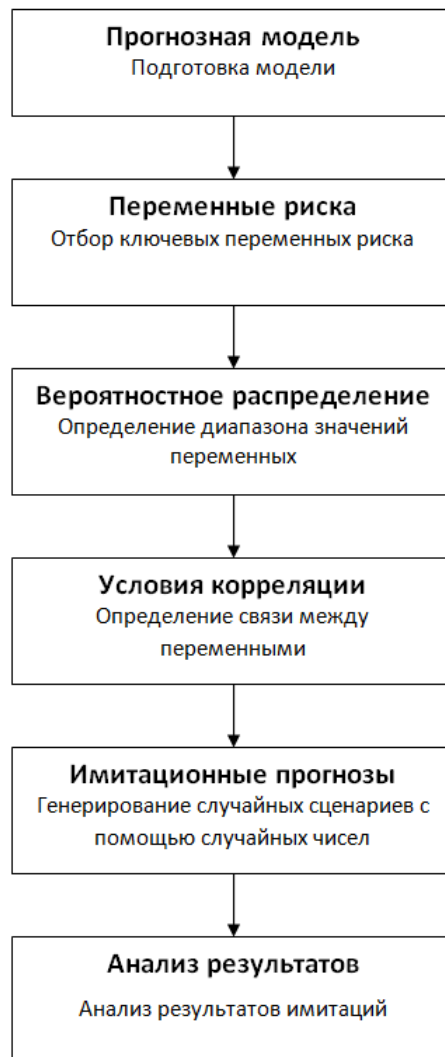 Прогнозная модель
Подготовка модели
Переменные риска
Отбор ключевых переменных риска
Вероятностное распределение
Определение диапазона значений
переменных
Условия корреляции
Определение связи между
переменными
Имитационные прогнозы
Генерирование случайных сценариев с
помощью случайных чисел
Анализ результатов
Анализ результатов имитаций